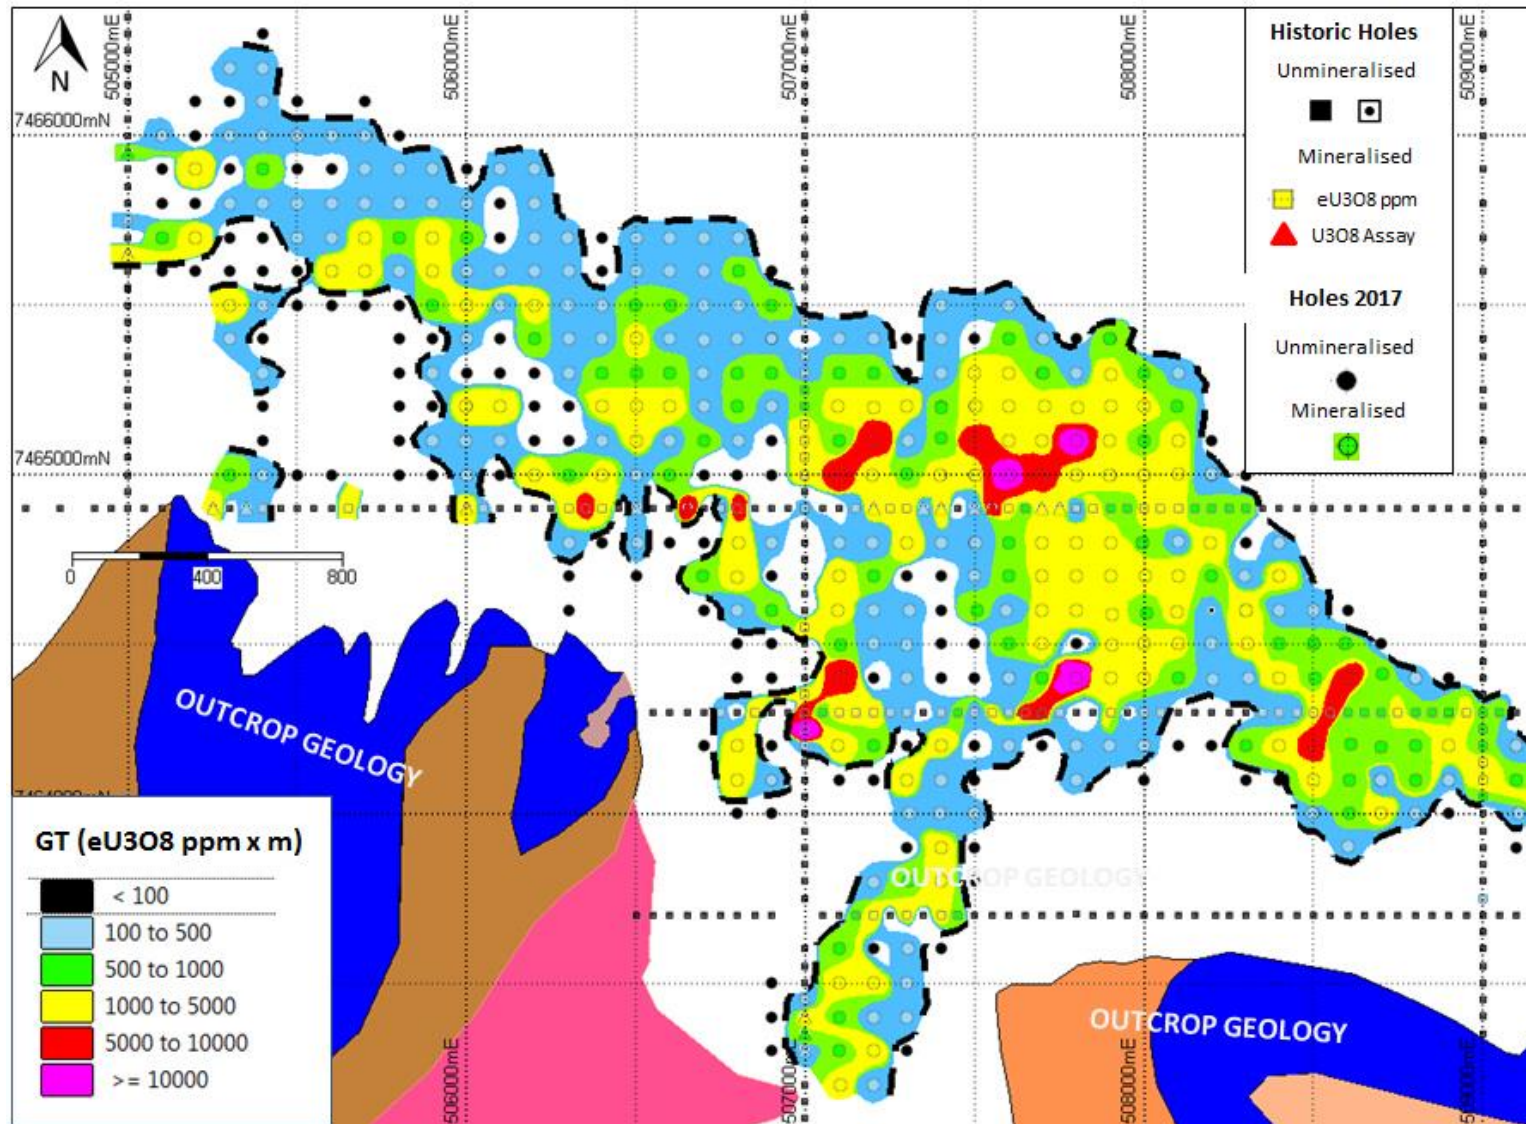 505000mE
506000mE
507000mE
508000mE
509000mE
N
7466000mN
7465000mN
Historic Holes
Unmineralised
Mineralised
eU3O8 ppm
U3O8 Assay
Holes 2017
Unmineralised
Mineralised
0 400 800
OUTCROP GEOLOGY
OUTCROP GEOLOGY
OUTCROP GEOLOGY
GT (eU3O8 ppm x m)
< 100
100 to 500
500 to 1000
1000 to 5000
5000 to 10000
>= 10000
506000mE
507000mE
508000mE
509000mE